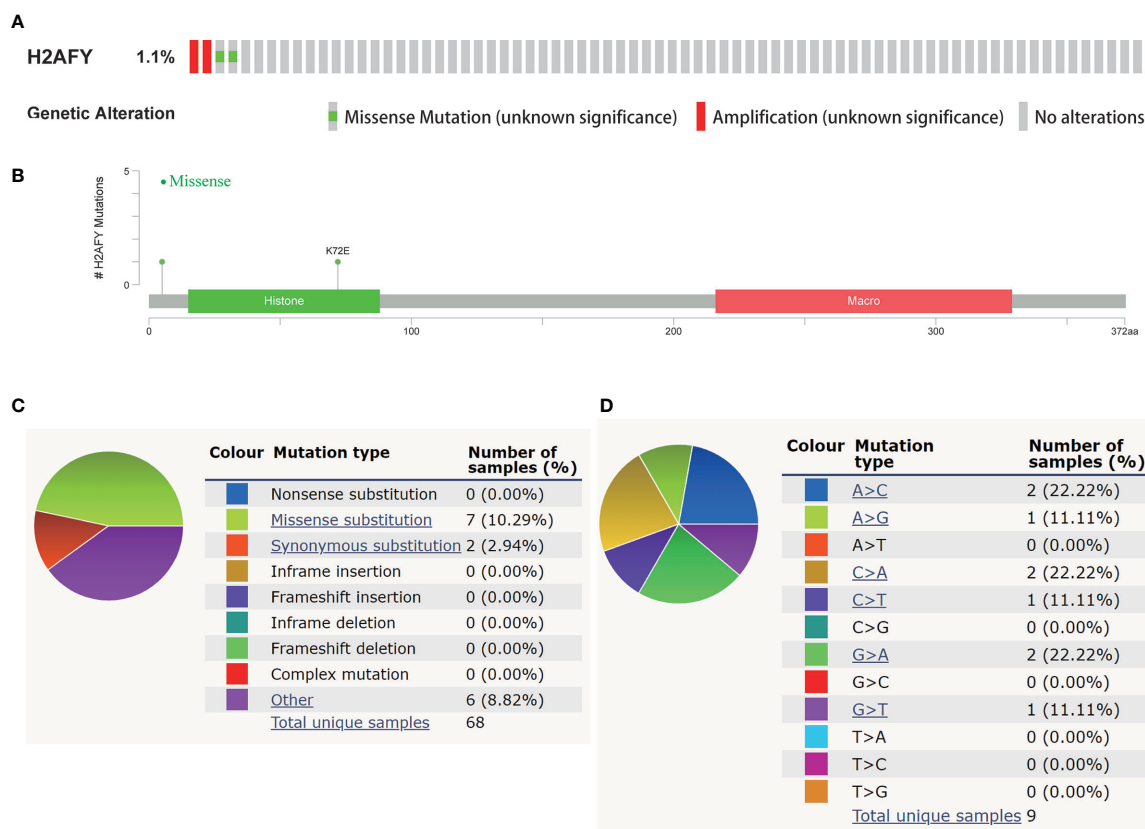 A
H2AFY 1.1%
Genetic Alteration Missense Mutation (unknown significance) Amplification (unknown significance) No alterations
B
# H2AFY Mutations
5
0
Missense
K72E
Histone Macro
0 100 200 300 372aa
C
Colour Mutation type Number of samples (%)
Nonsense substitution 0 (0.00%)
Missense substitution 7 (10.29%)
Synonymous substitution 2 (2.94%)
Inframe insertion 0 (0.00%)
Frameshift insertion 0 (0.00%)
Inframe deletion 0 (0.00%)
Frameshift deletion 0 (0.00%)
Complex mutation 0 (0.00%)
Other 6 (8.82%)
Total unique samples 68
D
Colour Mutation type Number of samples (%)
A>C 2 (22.22%)
A>G 1 (11.11%)
A>T 0 (0.00%)
C>A 2 (22.22%)
C>T 1 (11.11%)
C>G 0 (0.00%)
G>A 2 (22.22%)
G>C 0 (0.00%)
G>T 1 (11.11%)
T>A 0 (0.00%)
T>C 0 (0.00%)
T>G 0 (0.00%)
Total unique samples 9